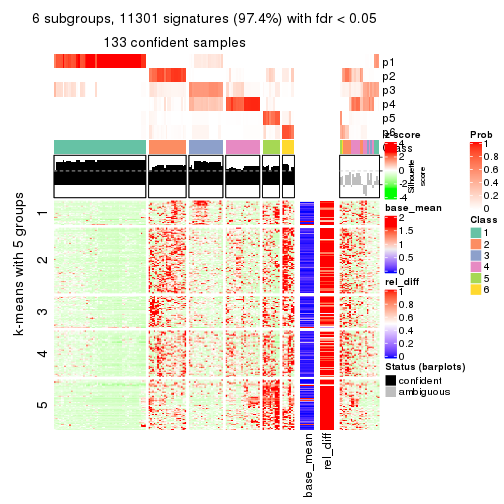 6 subgroups, 11301 signatures (97.4%) with fdr < 0.05
133 confident samples
p1
p2
p3
p4
p5
p6
Class
z-score
4
2
0
-2
-4
Silhouette score
base_mean
2
1.5
1
0.5
0
rel_diff
1
0.8
0.6
0.4
0.2
0
Status (barplots)
confident
ambiguous
Prob
1
0.8
0.6
0.4
0.2
0
Class
1
2
3
4
5
6
k-means with 5 groups
1
2
3
4
5
base_mean
rel_diff